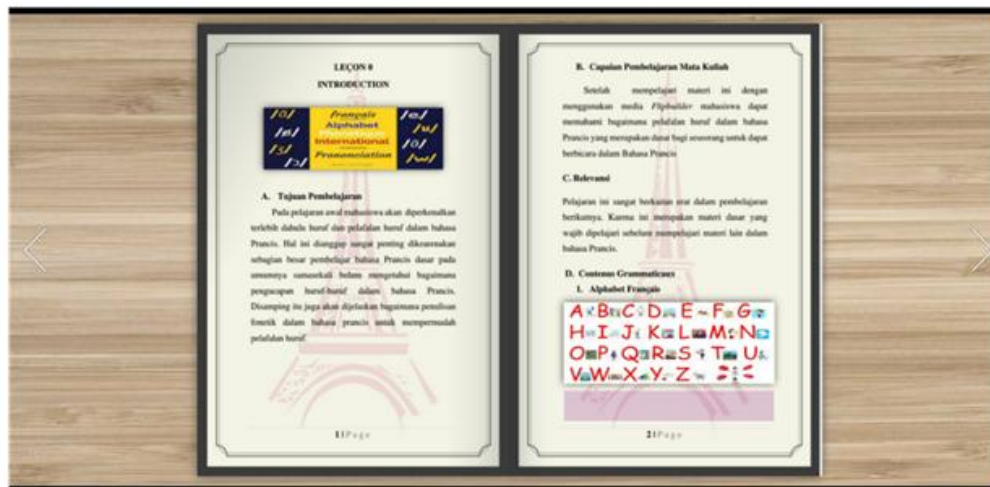 LEÇON 0
INTRODUCTION
/o/ Français /e/
Alphabet /u/
/ɛ/ Phonétique
International /o/
/ʒ/
Prononciation /w/
/ɔ/
A. Tujuan Pembelajaran
Pada pelajaran awal mahasiswa akan diperkenalkan
terlebih dahulu huruf dan pelafalan huruf dalam bahasa
Prancis. Hal ini dianggap sangat penting dikarenakan
sebagian besar pembelajar bahasa Prancis dasar pada
umumnya samasekali belum mengetahui bagaimana
pengucapan huruf-huruf dalam bahasa Prancis.
Disamping itu juga akan dijelaskan bagaimana penulisan
fonetik dalam bahasa prancis untuk mempermudah
pelafalan huruf
1 | Page
B. Capaian Pembelajaran Mata Kuliah
Setelah mempelajari materi ini dengan
menggunakan media Flipbuilder mahasiswa dapat
memahami bagaimana pelafalan huruf dalam bahasa
Prancis yang merupakan dasar bagi seseorang untuk dapat
berbicara dalam Bahasa Prancis
C. Relevansi
Pelajaran ini sangat berkaitan erat dalam pembelajaran
berikutnya. Karena ini merupakan materi dasar yang
wajib dipelajari sebelum mempelajari materi lain dalam
bahasa Prancis.
D. Contenus Grammaticaux
1. Alphabet Français
A B C D E F G
H I J K L M N
O P Q R S T U
V W X Y Z
2 | Page